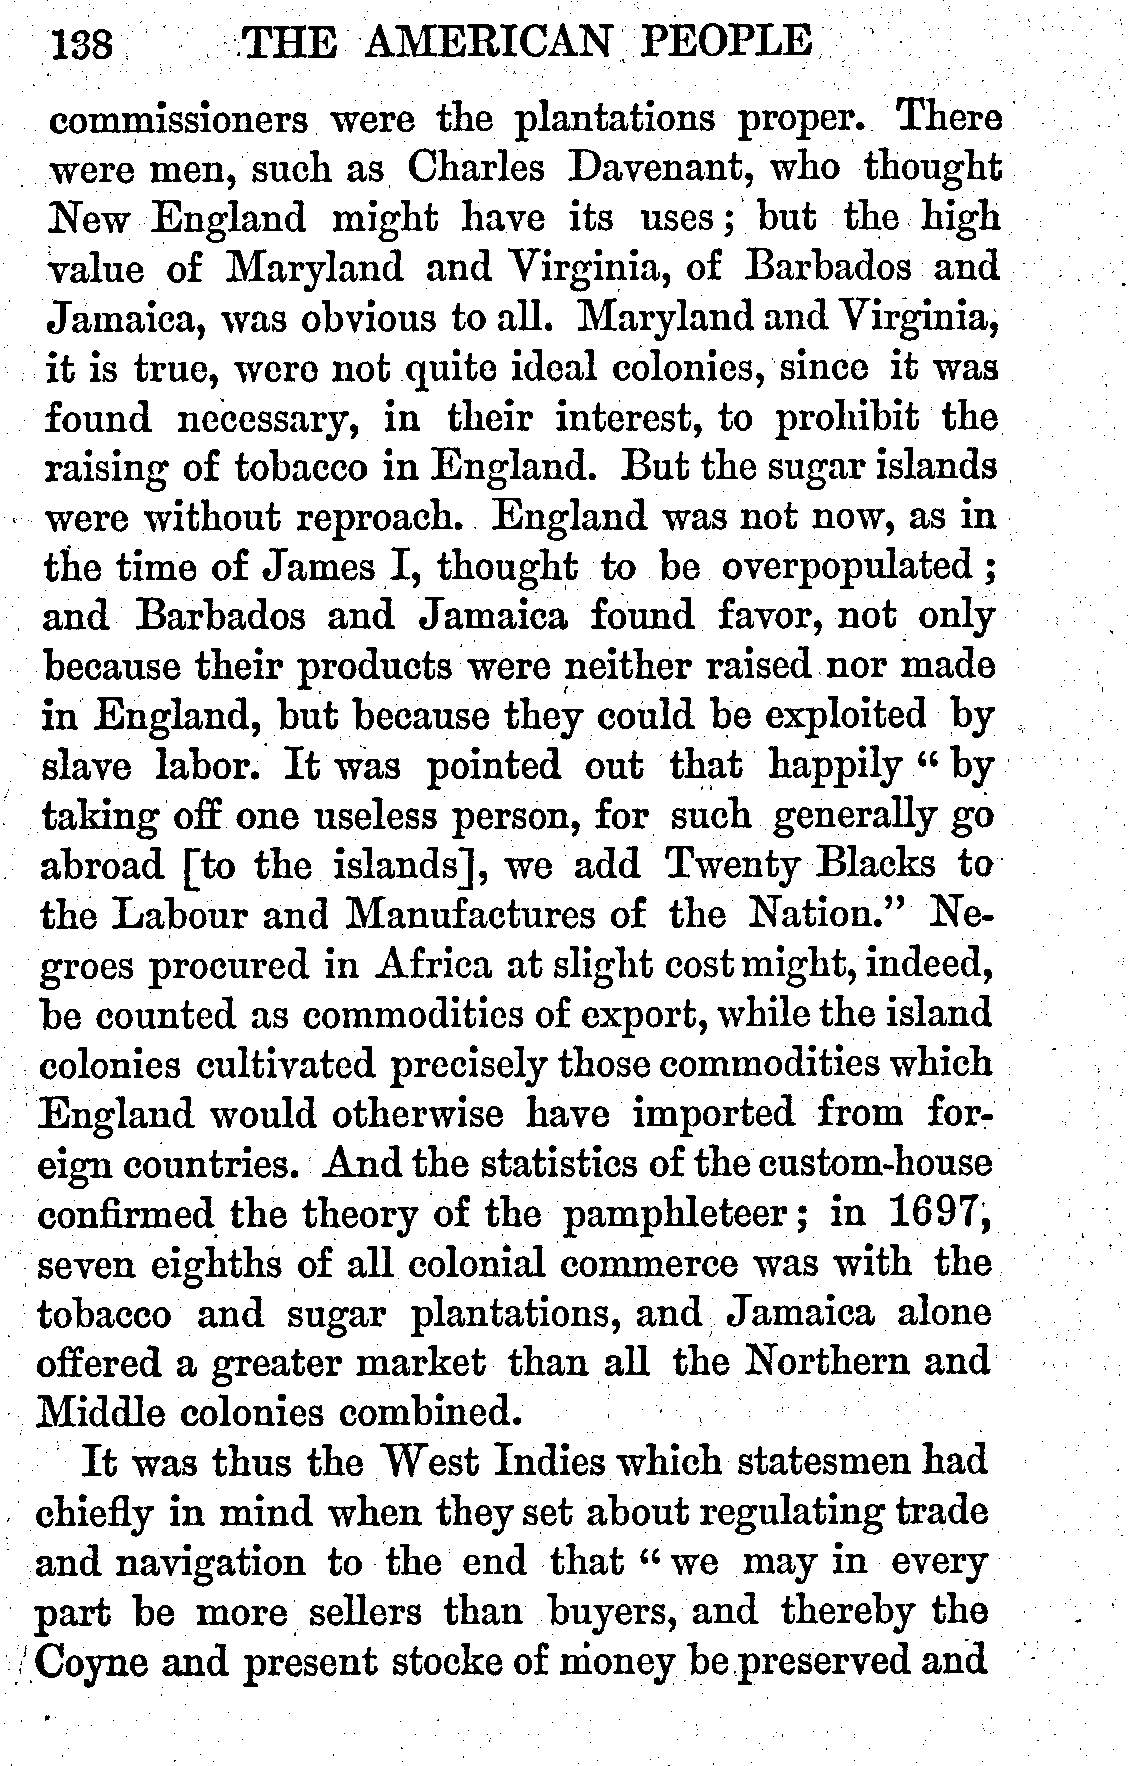 138 THE AMERICAN PEOPLE
commissioners were the plantations proper. There
were men, such as Charles Davenant, who thought
New England might have its uses; but the high
value of Maryland and Virginia, of Barbados and
Jamaica, was obvious to all. Maryland and Virginia,
it is true, were not quite ideal colonies, since it was
found necessary, in their interest, to prohibit the
raising of tobacco in England. But the sugar islands
were without reproach. England was not now, as in
the time of James I, thought to be overpopulated;
and Barbados and Jamaica found favor, not only
because their products were neither raised nor made
in England, but because they could be exploited by
slave labor. It was pointed out that happily "by
taking off one useless person, for such generally go
abroad [to the islands], we add Twenty Blacks to
the Labour and Manufactures of the Nation." Ne-
groes procured in Africa at slight cost might, indeed,
be counted as commodities of export, while the island
colonies cultivated precisely those commodities which
England would otherwise have imported from for-
eign countries. And the statistics of the custom-house
confirmed the theory of the pamphleteer; in 1697,
seven eighths of all colonial commerce was with the
tobacco and sugar plantations, and Jamaica alone
offered a greater market than all the Northern and
Middle colonies combined.
It was thus the West Indies which statesmen had
chiefly in mind when they set about regulating trade
and navigation to the end that "we may in every
part be more sellers than buyers, and thereby the
Coyne and present stocke of money be preserved and